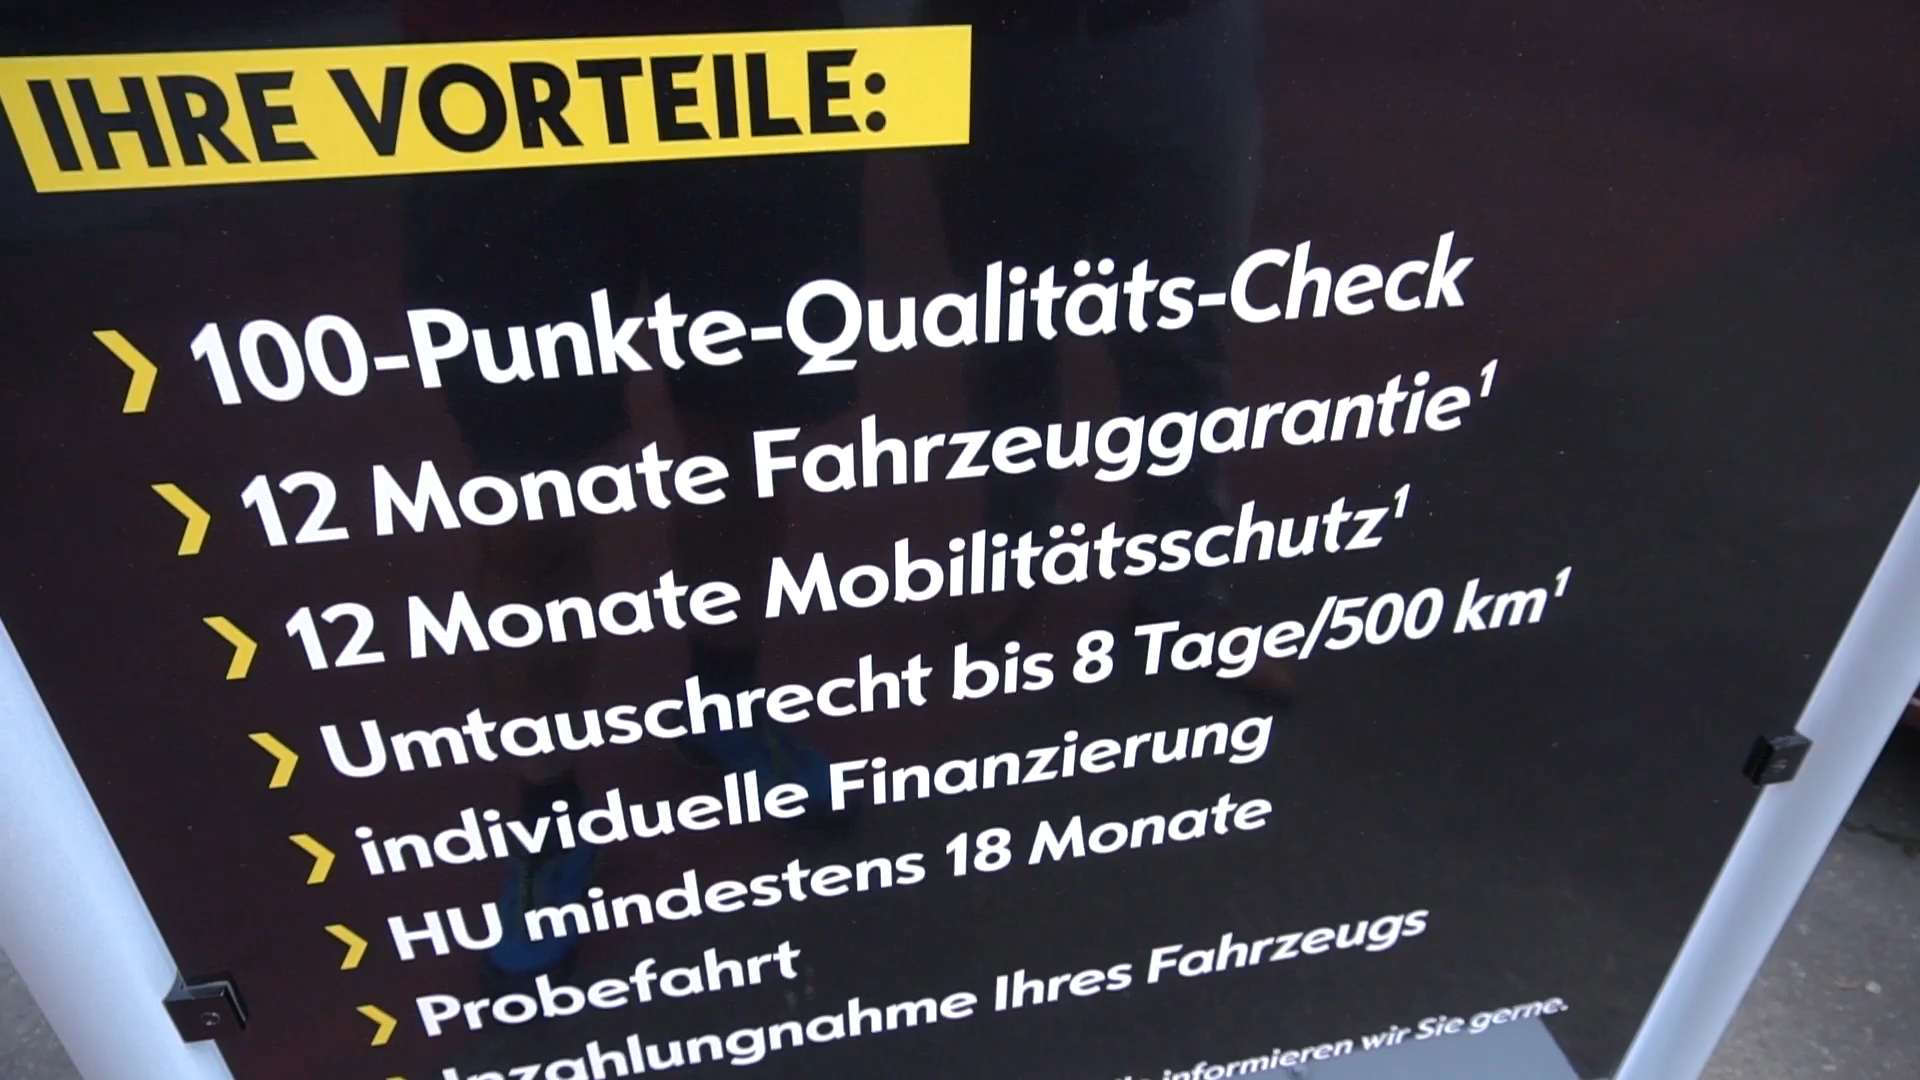 IHRE VORTEILE:
100-Punkte-Qualitäts-Check
12 Monate Fahrzeuggarantie¹
12 Monate Mobilitätsschutz¹
Umtauschrecht bis 8 Tage/500 km¹
individuelle Finanzierung
HU mindestens 18 Monate
Probefahrt
Inzahlungnahme Ihres Fahrzeugs
informieren wir Sie gerne.